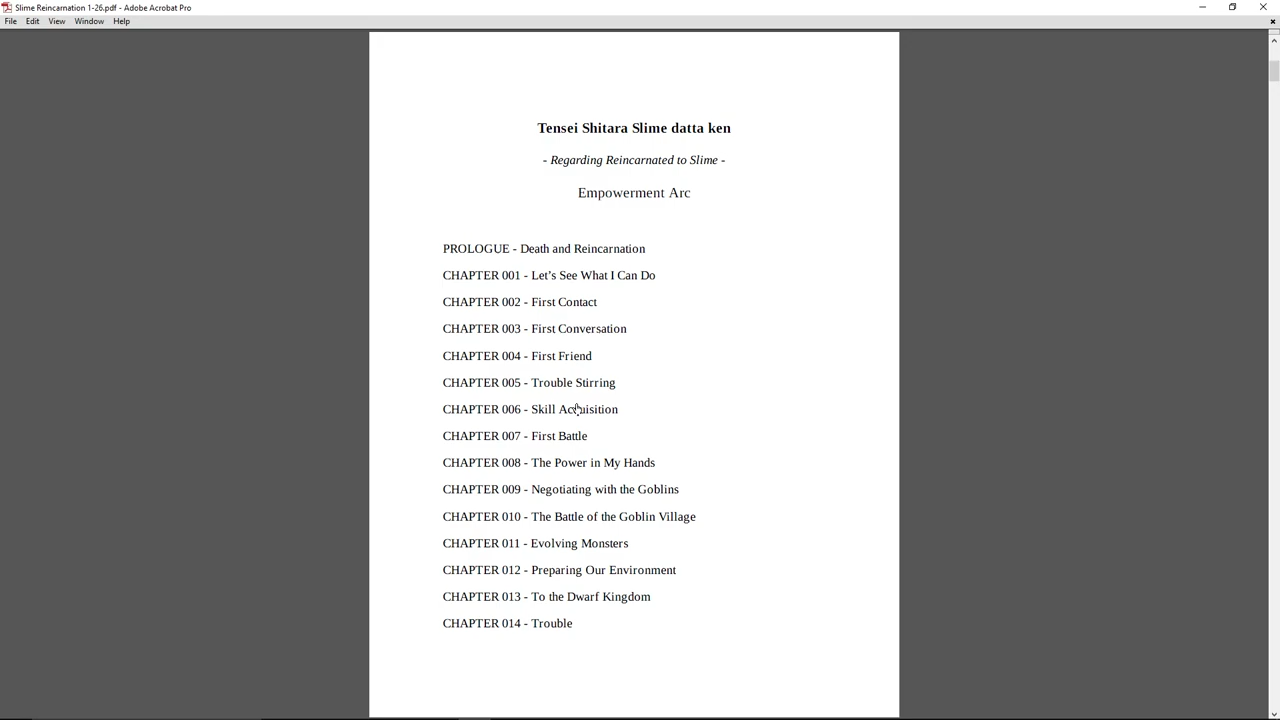 Slime Reincarnation 1-26.pdf - Adobe Acrobat Pro
File Edit View Window Help
Tensei Shitara Slime datta ken
- Regarding Reincarnated to Slime -
Empowerment Arc
PROLOGUE - Death and Reincarnation
CHAPTER 001 - Let’s See What I Can Do
CHAPTER 002 - First Contact
CHAPTER 003 - First Conversation
CHAPTER 004 - First Friend
CHAPTER 005 - Trouble Stirring
CHAPTER 006 - Skill Acquisition
CHAPTER 007 - First Battle
CHAPTER 008 - The Power in My Hands
CHAPTER 009 - Negotiating with the Goblins
CHAPTER 010 - The Battle of the Goblin Village
CHAPTER 011 - Evolving Monsters
CHAPTER 012 - Preparing Our Environment
CHAPTER 013 - To the Dwarf Kingdom
CHAPTER 014 - Trouble